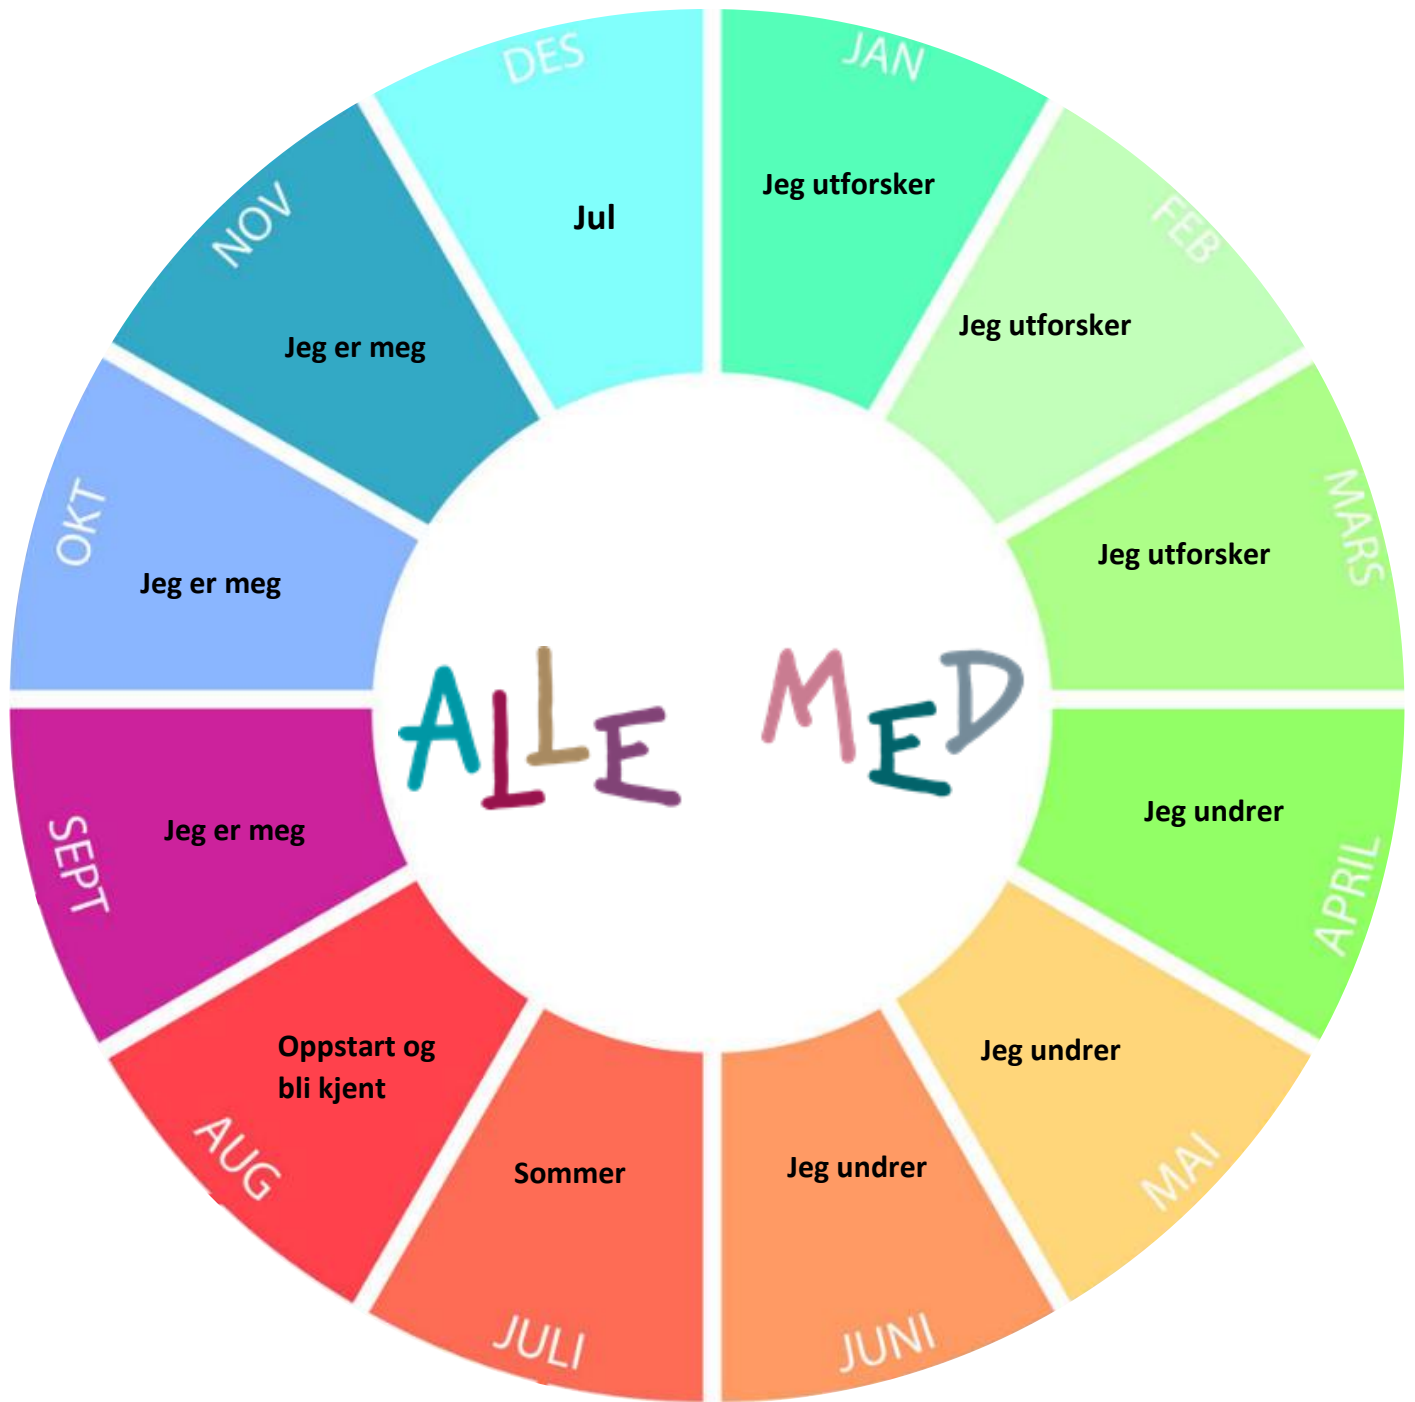 JAN
Jeg utforsker
FEB
Jeg utforsker
MARS
Jeg utforsker
APRIL
Jeg undrer
MAI
Jeg undrer
JUNI
Jeg undrer
JULI
Sommer
AUG
Oppstart og
bli kjent
SEPT
Jeg er meg
OKT
Jeg er meg
NOV
Jeg er meg
DES
Jul
ALLE MED